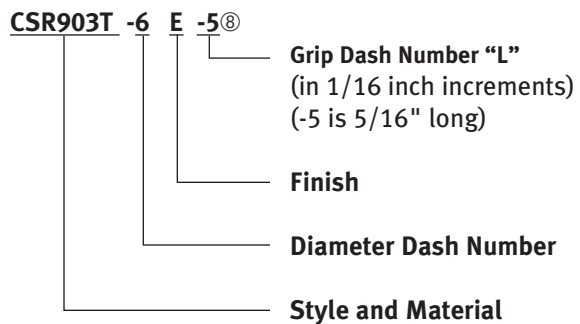 CSR903T -6 E -5⑧
Grip Dash Number “L”
(in 1/16 inch increments)
(-5 is 5/16" long)
Finish
Diameter Dash Number
Style and Material